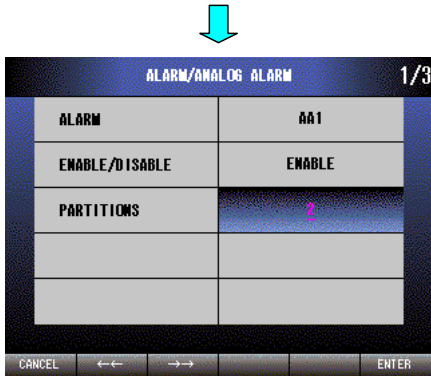 ALARM/ANALOG ALARM 1/3
ALARM AA1
ENABLE/DISABLE ENABLE
PARTITIONS 2
CANCEL ←← →→ ENTER